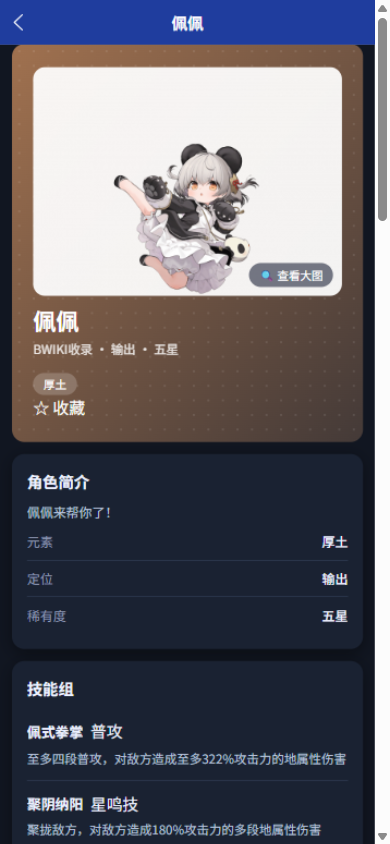 佩佩
查看大图
佩佩
BWIKI收录 · 输出 · 五星
厚土
☆ 收藏
角色简介
佩佩来帮你了！
元素 厚土
定位 输出
稀有度 五星
技能组
佩式拳掌 普攻
至多四段普攻，对敌方造成至多322%攻击力的地属性伤害
聚阴纳阳 星鸣技
聚拢敌方，对敌方造成180%攻击力的多段地属性伤害